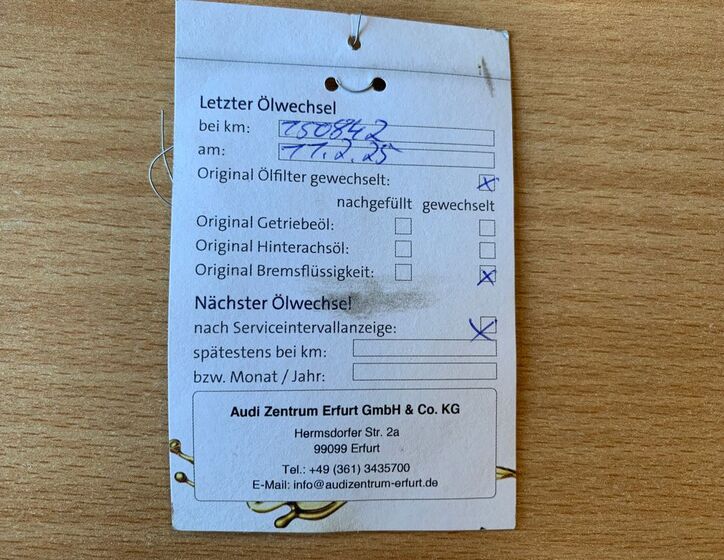 Letzter Ölwechsel
bei km: 150842
am: 11.2.25
Original Ölfilter gewechselt: X
nachgefüllt gewechselt
Original Getriebeöl:
Original Hinterachsöl:
Original Bremsflüssigkeit: X
Nächster Ölwechsel
nach Serviceintervallanzeige: X
spätestens bei km:
bzw. Monat / Jahr:
Audi Zentrum Erfurt GmbH & Co. KG
Hermsdorfer Str. 2a
99099 Erfurt
Tel.: +49 (361) 3435700
E-Mail: info@audizentrum-erfurt.de